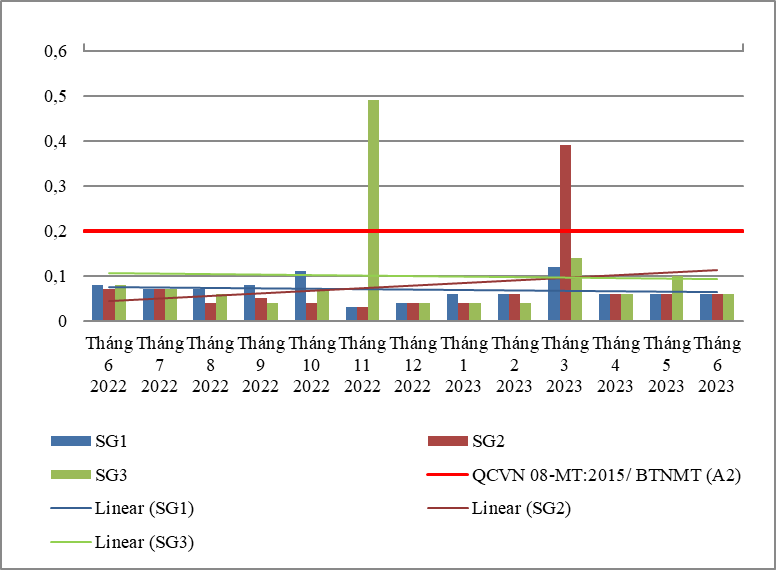 0,6
0,5
0,4
0,3
0,2
0,1
0
Tháng 6 2022
Tháng 7 2022
Tháng 8 2022
Tháng 9 2022
Tháng 10 2022
Tháng 11 2022
Tháng 12 2022
Tháng 1 2023
Tháng 2 2023
Tháng 3 2023
Tháng 4 2023
Tháng 5 2023
Tháng 6 2023
SG1
SG2
SG3
QCVN 08-MT:2015/ BTNMT (A2)
Linear (SG1)
Linear (SG2)
Linear (SG3)